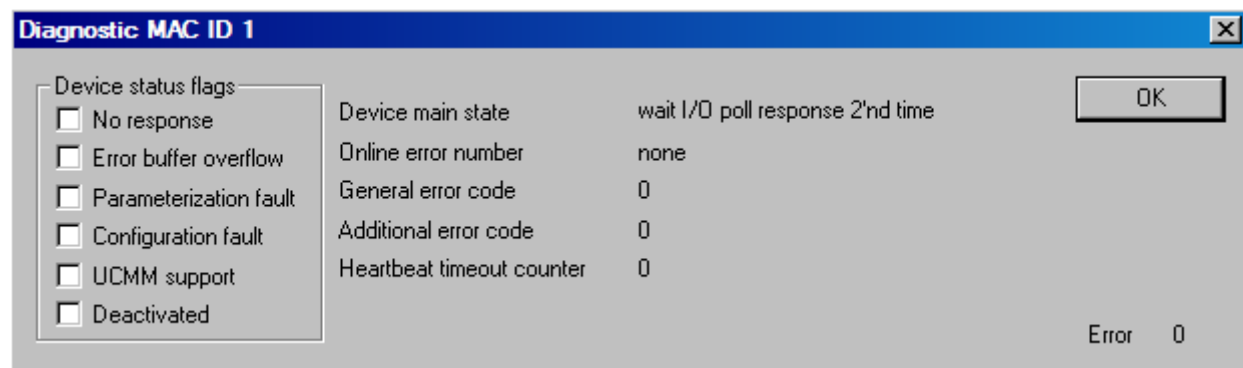 Diagnostic MAC ID 1
Device status flags
No response
Error buffer overflow
Parameterization fault
Configuration fault
UCMM support
Deactivated
Device main state wait I/O poll response 2'nd time
Online error number none
General error code 0
Additional error code 0
Heartbeat timeout counter 0
OK
Error 0